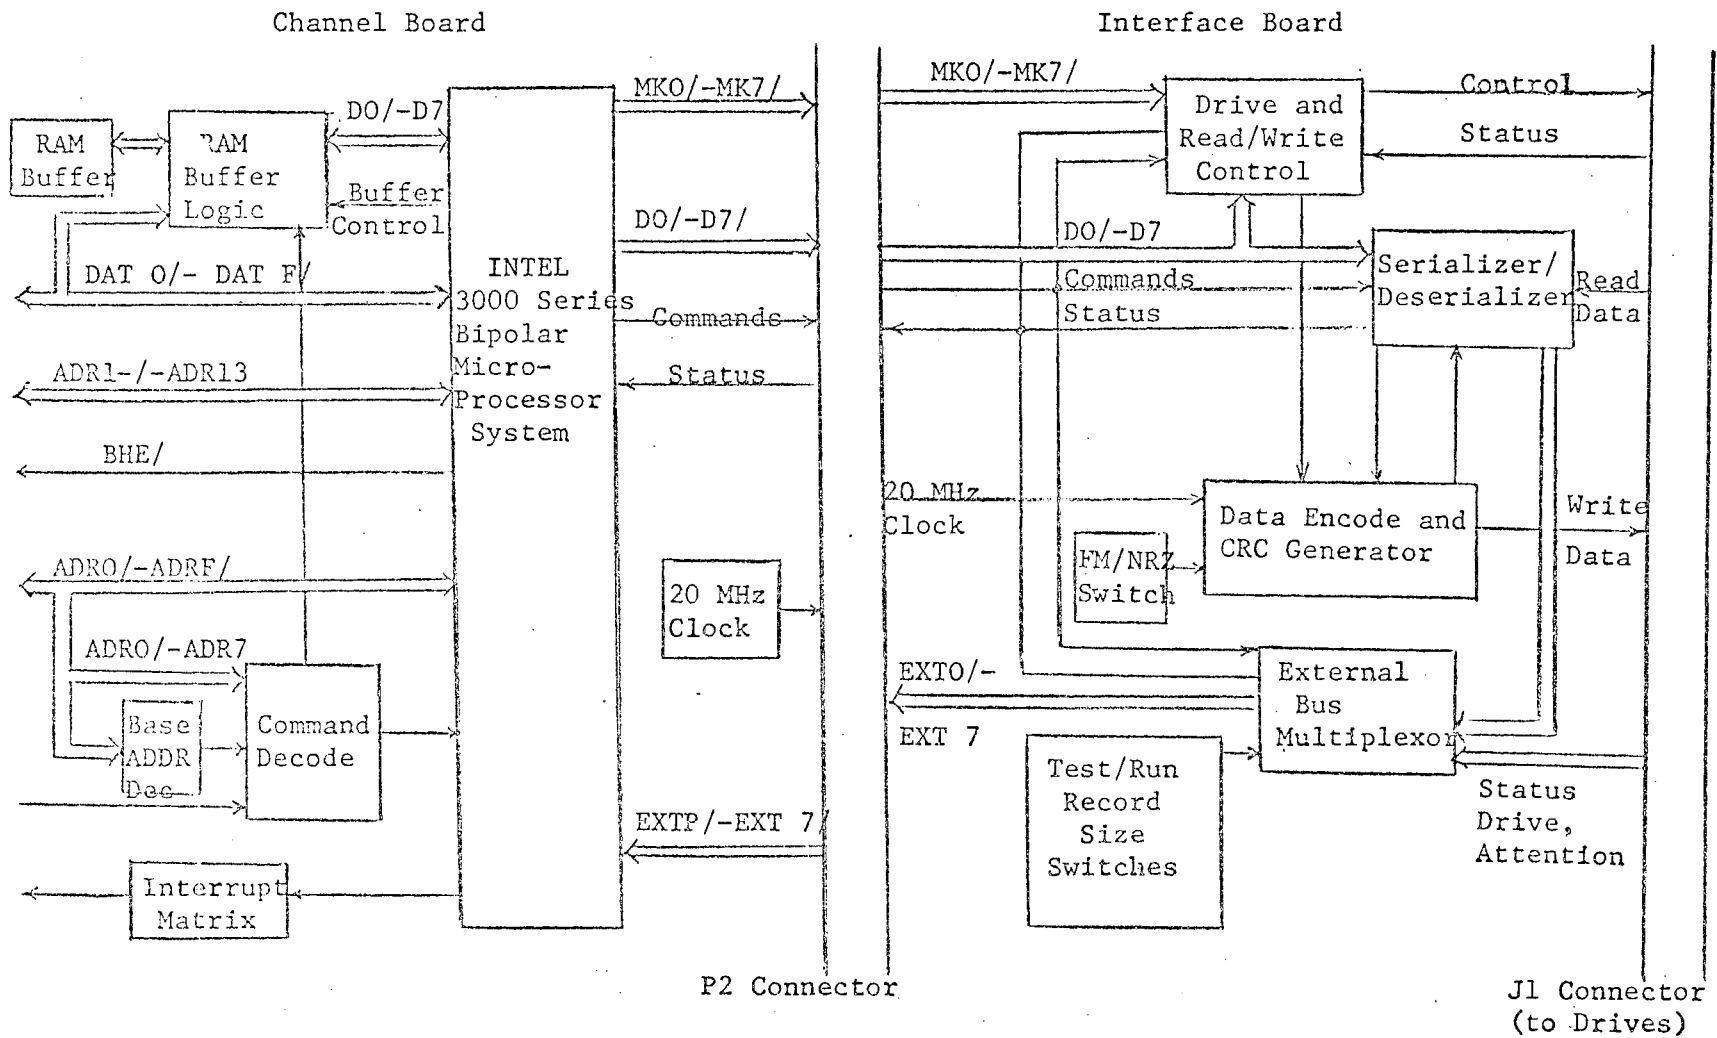 Channel Board
Interface Board
MKO/-MK7/
DO/-D7
RAM
Buffer
RAM
Buffer
Logic
Buffer
Control
DO/-D7/
DAT O/- DAT F/
INTEL
3000 Series
Bipolar
Micro-
Processor
System
Commands
ADR1-/-ADR13
Status
BHE/
ADRO/-ADRF/
20 MHz
Clock
ADRO/-ADR7
Base
ADDR
Dec
Command
Decode
EXTP/-EXT 7/
Interrupt
Matrix
P2 Connector
MKO/-MK7/
Drive and
Read/Write
Control
Control
Status
DO/-D7
Commands
Status
Serializer/
Deserializer
Read
Data
20 MHz
Clock
Data Encode and
CRC Generator
Write
Data
FM/NRZ
Switch
EXTO/-
EXT 7
External
Bus
Multiplexor
Test/Run
Record
Size
Switches
Status
Drive,
Attention
J1 Connector
(to Drives)